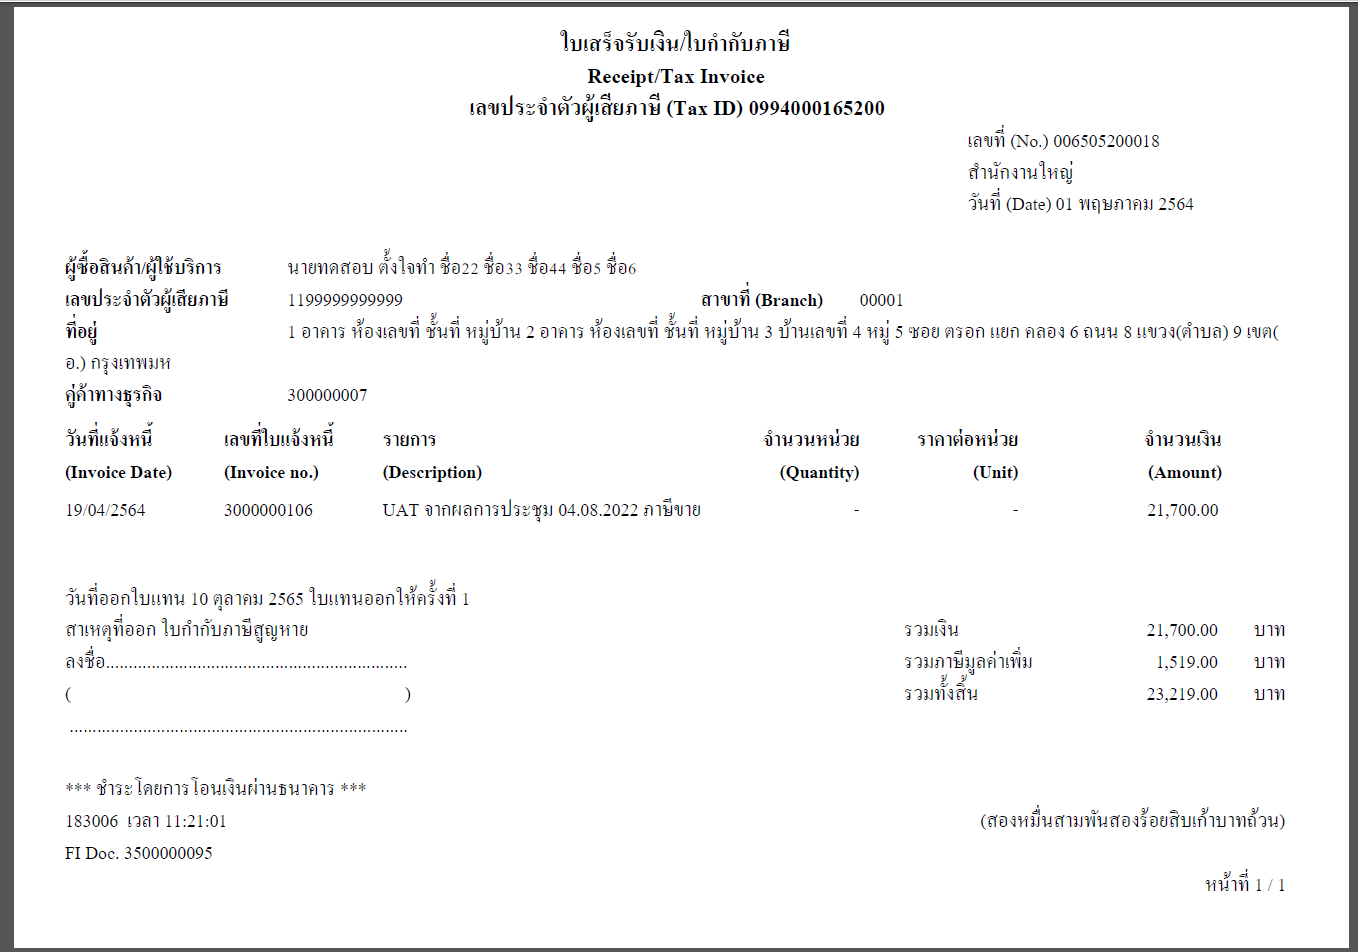 ใบเสร็จรับเงิน/ใบกำกับภาษี
Receipt/Tax Invoice
เลขประจำตัวผู้เสียภาษี (Tax ID) 0994000165200
เลขที่ (No.) 006505200018
สำนักงานใหญ่
วันที่ (Date) 01 พฤษภาคม 2564
ผู้ซื้อสินค้า/ผู้ใช้บริการ นายทดสอบ ตั้งใจทำ ชื่อ22 ชื่อ33 ชื่อ44 ชื่อ5 ชื่อ6
เลขประจำตัวผู้เสียภาษี 1199999999999 สาขาที่ (Branch) 00001
ที่อยู่ 1 อาคาร ห้องเลขที่ ชั้นที่ หมู่บ้าน 2 อาคาร ห้องเลขที่ ชั้นที่ หมู่บ้าน 3 บ้านเลขที่ 4 หมู่ 5 ซอย ตรอก แยก คลอง 6 ถนน 8 แขวง(ตำบล) 9 เขต(
อ.) กรุงเทพมห
คู่ค้าทางธุรกิจ 300000007
วันที่แจ้งหนี้ เลขที่ใบแจ้งหนี้ รายการ จำนวนหน่วย ราคาต่อหน่วย จำนวนเงิน
(Invoice Date) (Invoice no.) (Description) (Quantity) (Unit) (Amount)
19/04/2564 3000000106 UAT จากผลการประชุม 04.08.2022 ภาษีขาย - - 21,700.00
วันที่ออกใบแทน 10 ตุลาคม 2565 ใบแทนออกให้ครั้งที่ 1
สาเหตุที่ออก ใบกำกับภาษีสูญหาย รวมเงิน 21,700.00 บาท
ลงชื่อ.................................................................. รวมภาษีมูลค่าเพิ่ม 1,519.00 บาท
( ) รวมทั้งสิ้น 23,219.00 บาท
..........................................................................
*** ชำระโดยการโอนเงินผ่านธนาคาร ***
183006 เวลา 11:21:01 (สองหมื่นสามพันสองร้อยสิบเก้าบาทถ้วน)
FI Doc. 3500000095
หน้าที่ 1 / 1